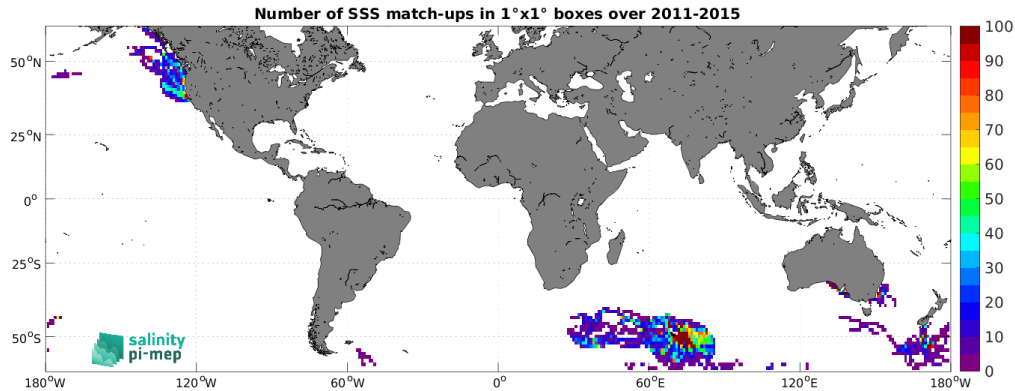 Number of SSS match-ups in 1°x1° boxes over 2011-2015
50°N
25°N
0°
25°S
50°S
180°W
120°W
60°W
0°
60°E
120°E
180°W
100
90
80
70
60
50
40
30
20
10
0
salinity
pi-mep